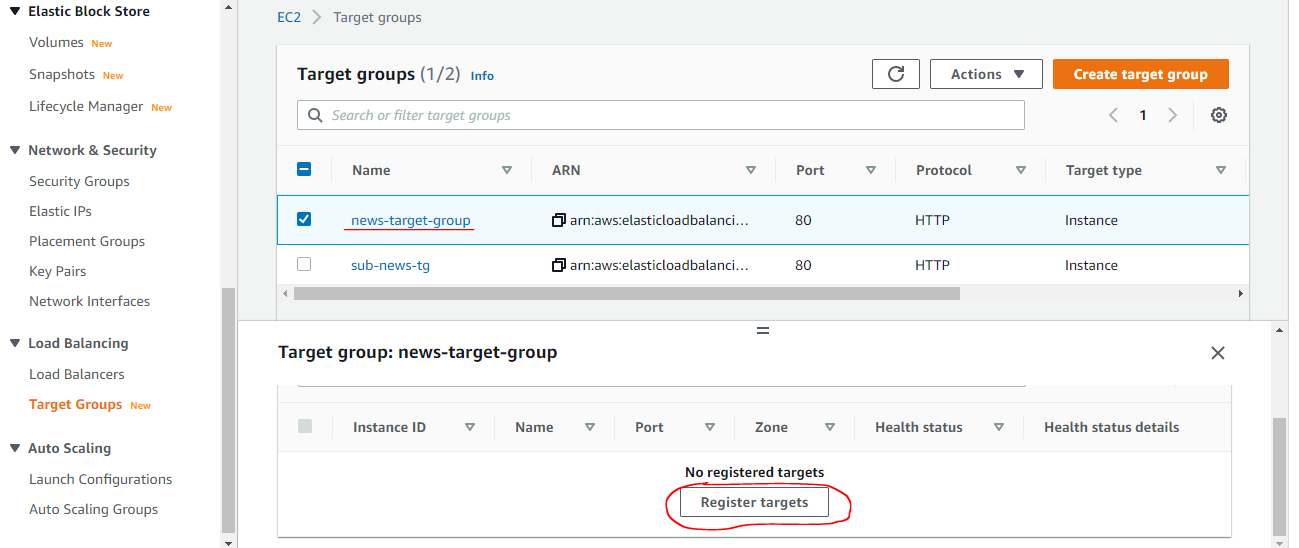 Elastic Block Store
Volumes New
Snapshots New
Lifecycle Manager New
Network & Security
Security Groups
Elastic IPs
Placement Groups
Key Pairs
Network Interfaces
Load Balancing
Load Balancers
Target Groups New
Auto Scaling
Launch Configurations
Auto Scaling Groups
EC2 Target groups
Target groups (1/2) Info
Actions
Create target group
Search or filter target groups
1
Name ARN Port Protocol Target type
news-target-group arn:aws:elasticloadbalanci... 80 HTTP Instance
sub-news-tg arn:aws:elasticloadbalanci... 80 HTTP Instance
Target group: news-target-group
Instance ID Name Port Zone Health status Health status details
No registered targets
Register targets